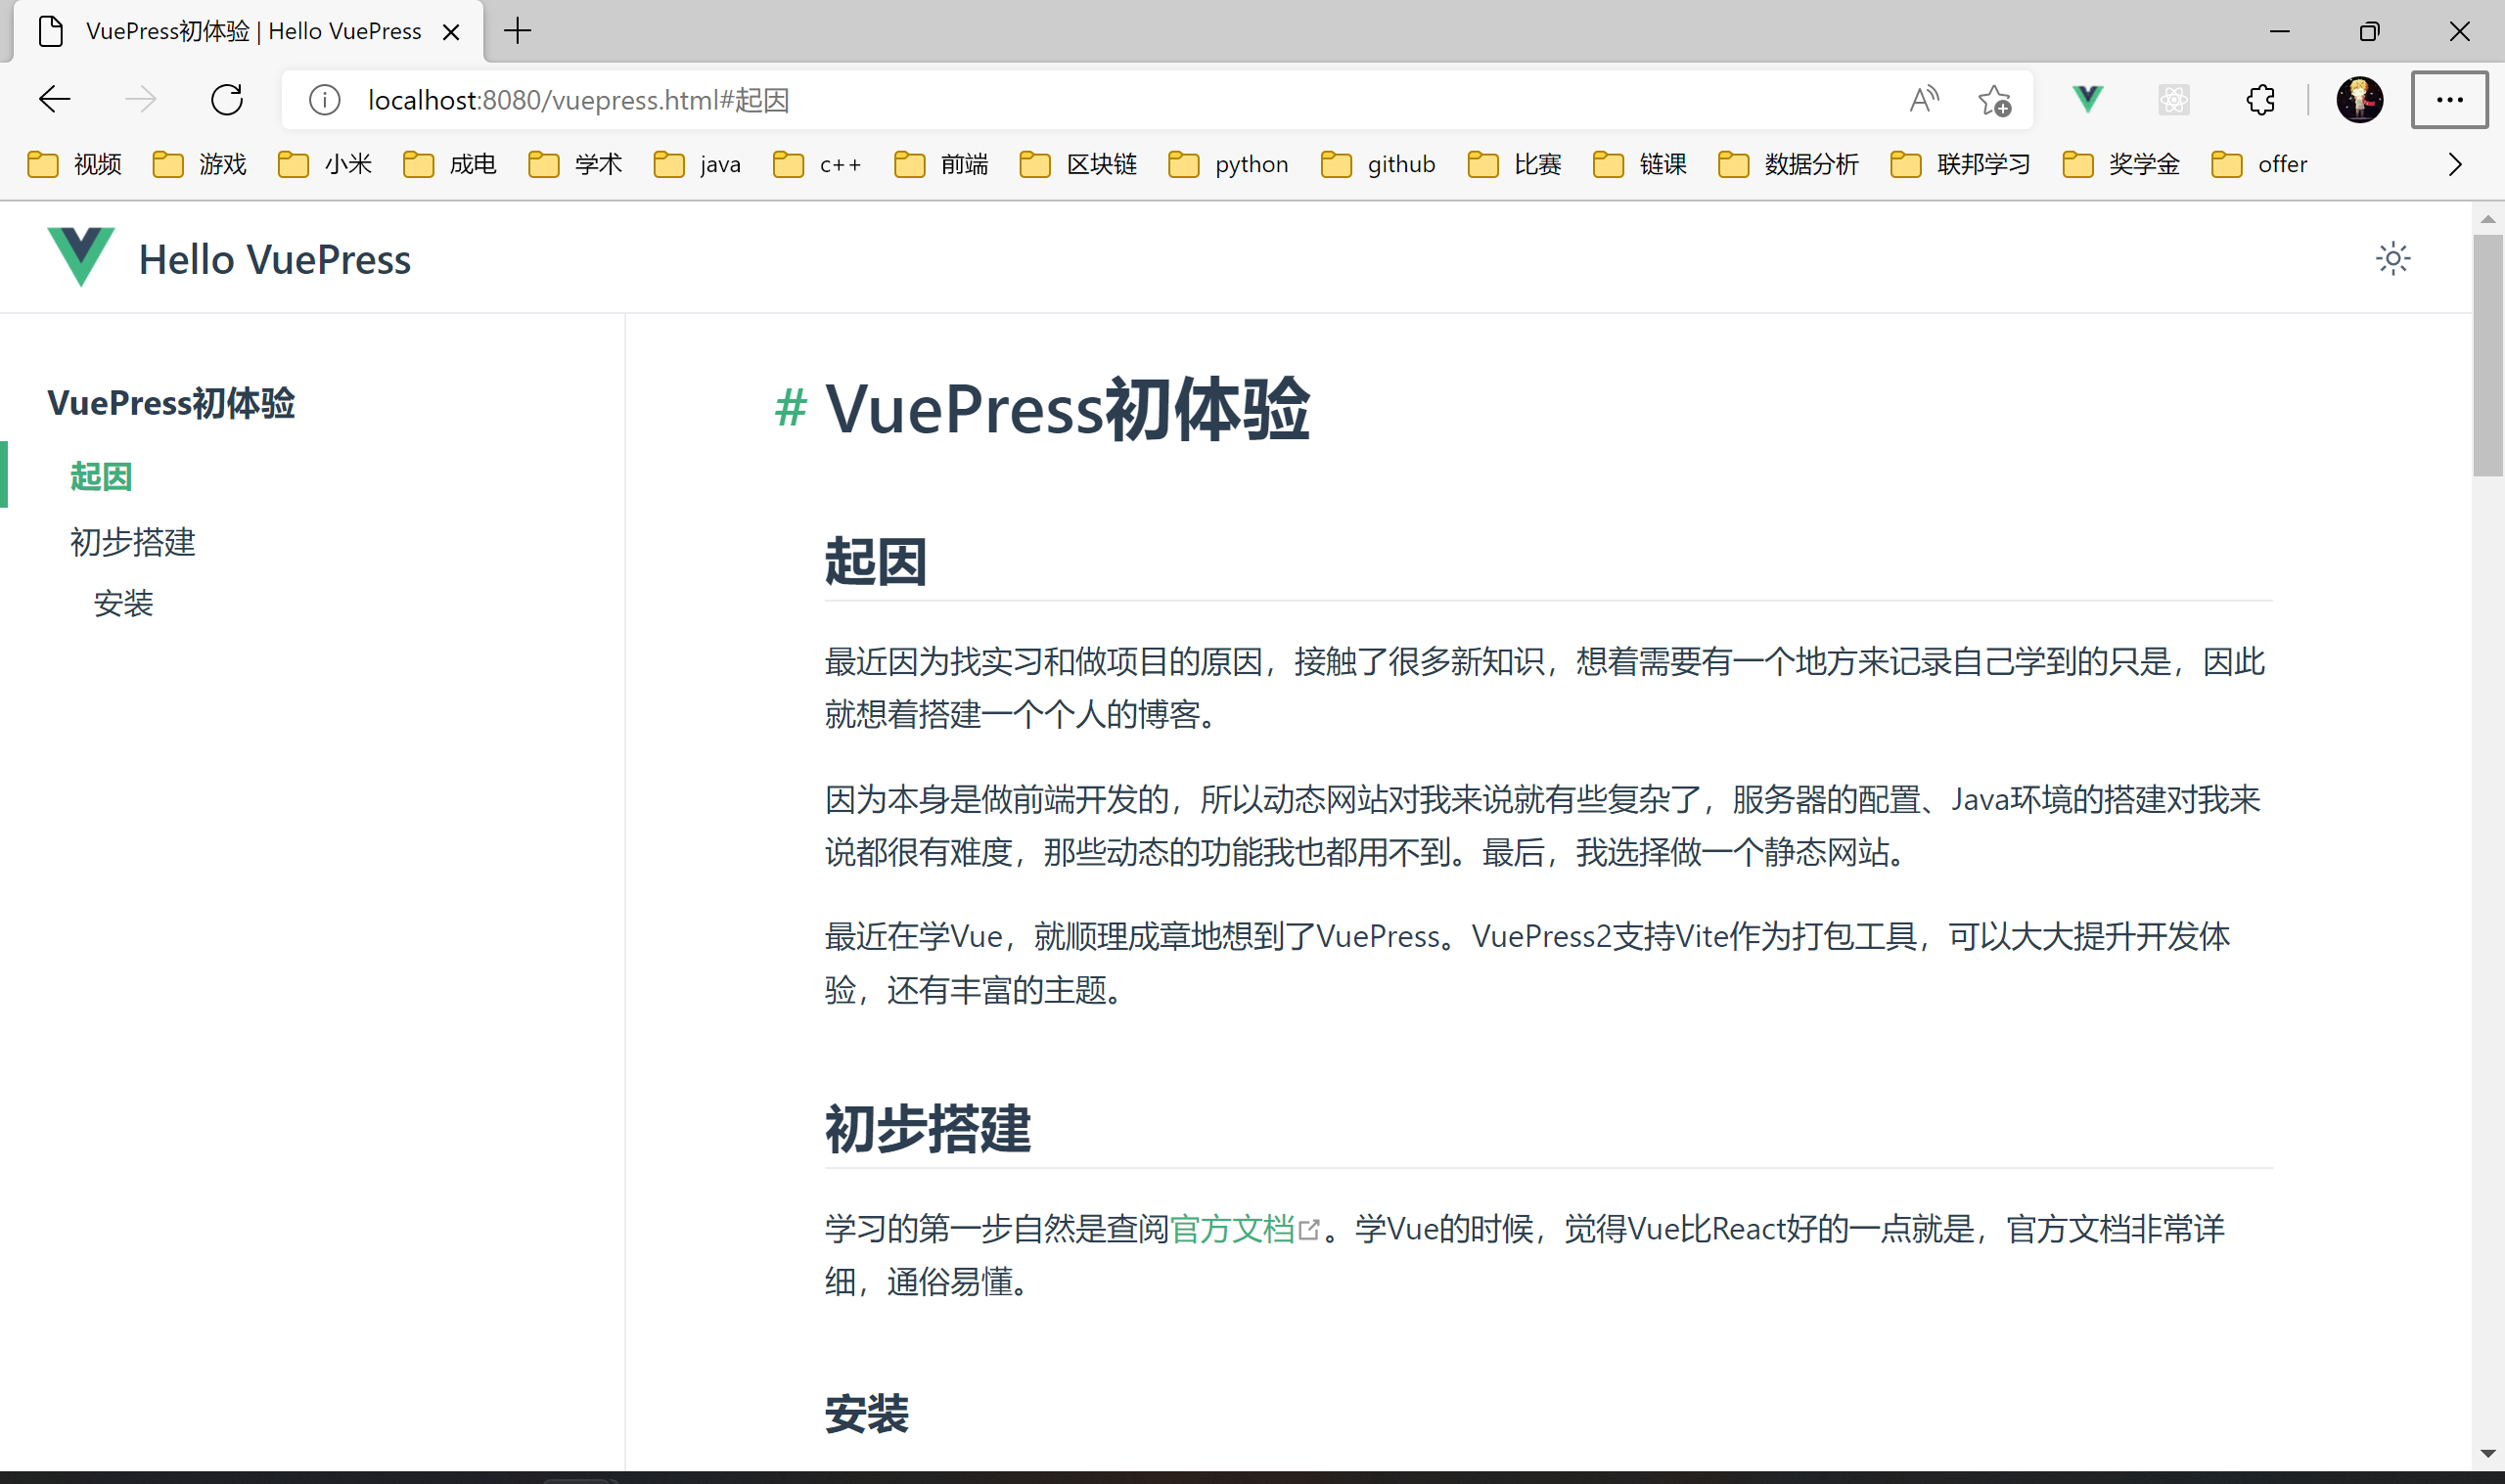 VuePress初体验 | Hello VuePress
localhost:8080/vuepress.html#起因
视频 游戏 小米 成电 学术 java c++ 前端 区块链 python github 比赛 链课 数据分析 联邦学习 奖学金 offer
Hello VuePress
VuePress初体验
起因
初步搭建
安装
# VuePress初体验
起因
最近因为找实习和做项目的原因，接触了很多新知识，想着需要有一个地方来记录自己学到的只是，因此
就想着搭建一个个人的博客。
因为本身是做前端开发的，所以动态网站对我来说就有些复杂了，服务器的配置、Java环境的搭建对我来
说都很有难度，那些动态的功能我也都用不到。最后，我选择做一个静态网站。
最近在学Vue，就顺理成章地想到了VuePress。VuePress2支持Vite作为打包工具，可以大大提升开发体
验，还有丰富的主题。
初步搭建
学习的第一步自然是查阅官方文档。学Vue的时候，觉得Vue比React好的一点就是，官方文档非常详
细，通俗易懂。
安装